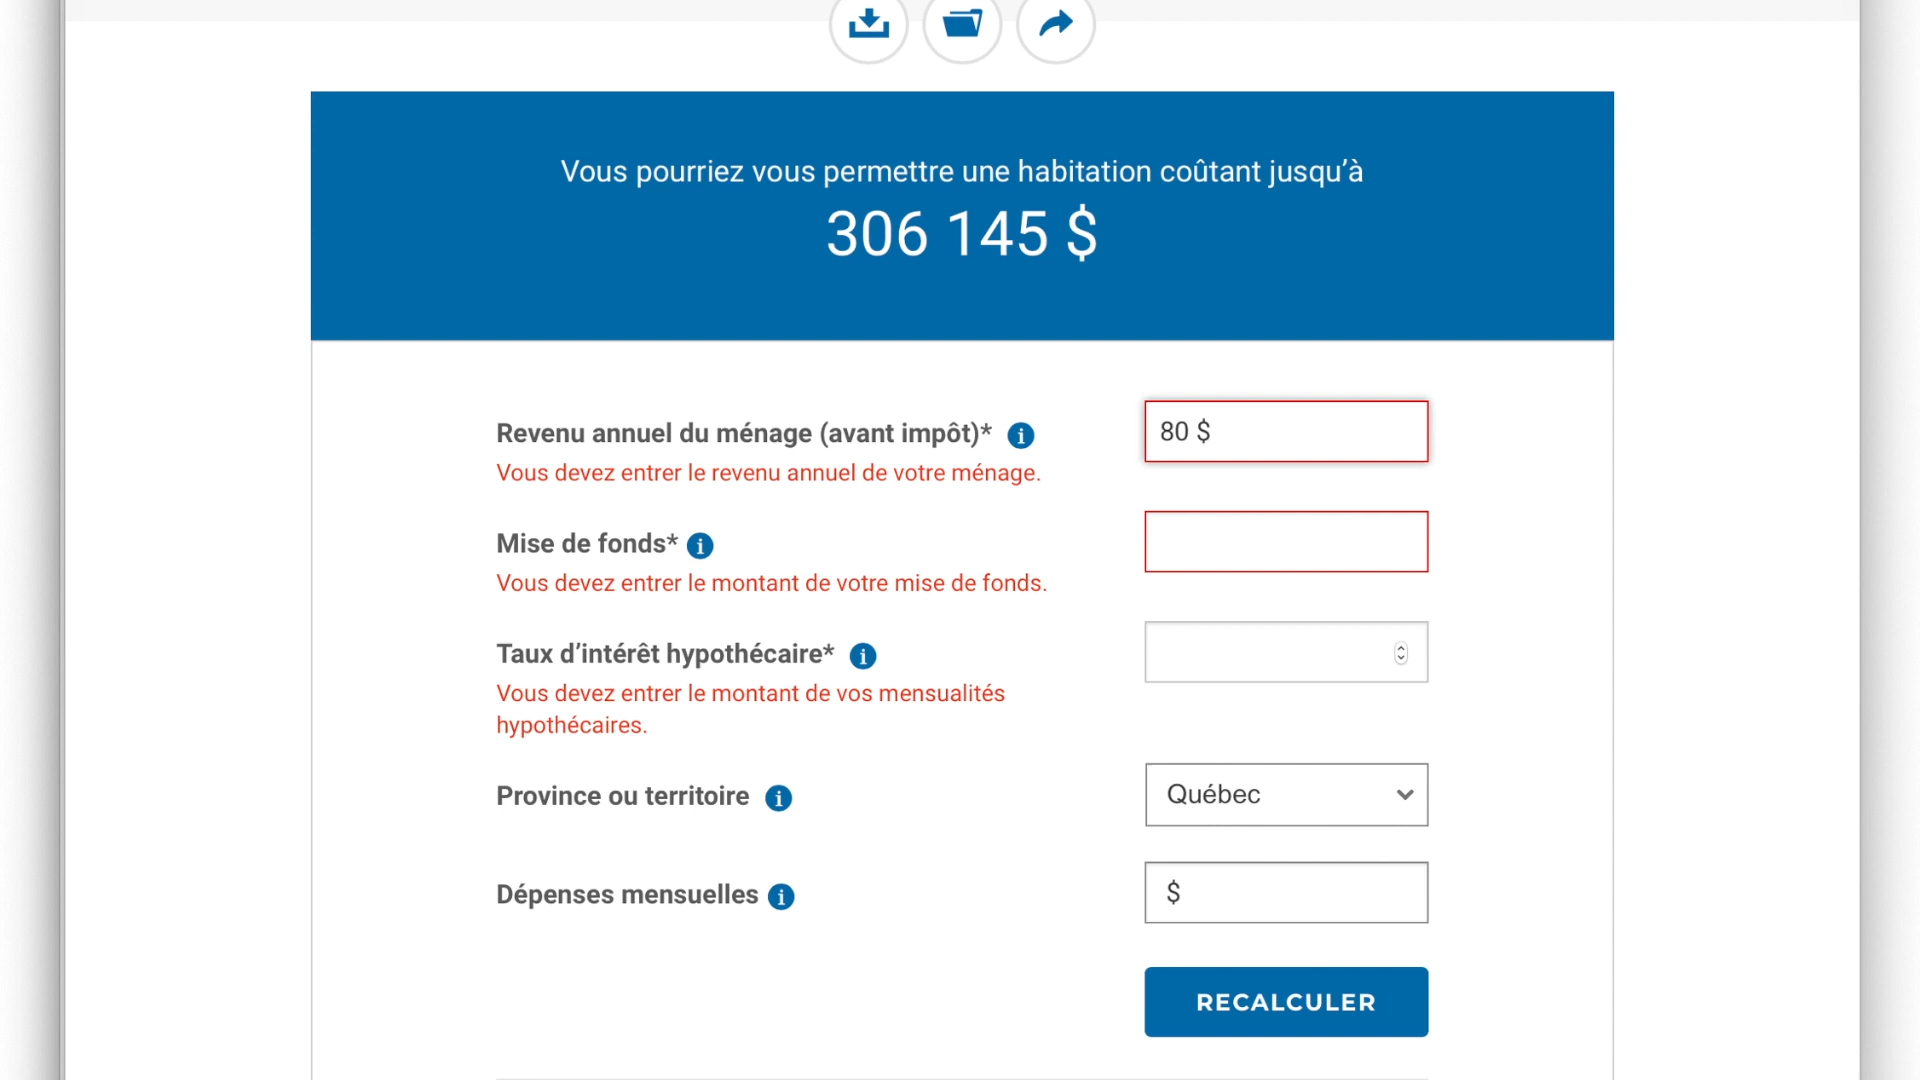 Vous pourriez vous permettre une habitation coûtant jusqu’à
306 145 $
Revenu annuel du ménage (avant impôt)*
80 $
Vous devez entrer le revenu annuel de votre ménage.
Mise de fonds*
Vous devez entrer le montant de votre mise de fonds.
Taux d’intérêt hypothécaire*
Vous devez entrer le montant de vos mensualités
hypothécaires.
Province ou territoire
Québec
Dépenses mensuelles
$
RECALCULER